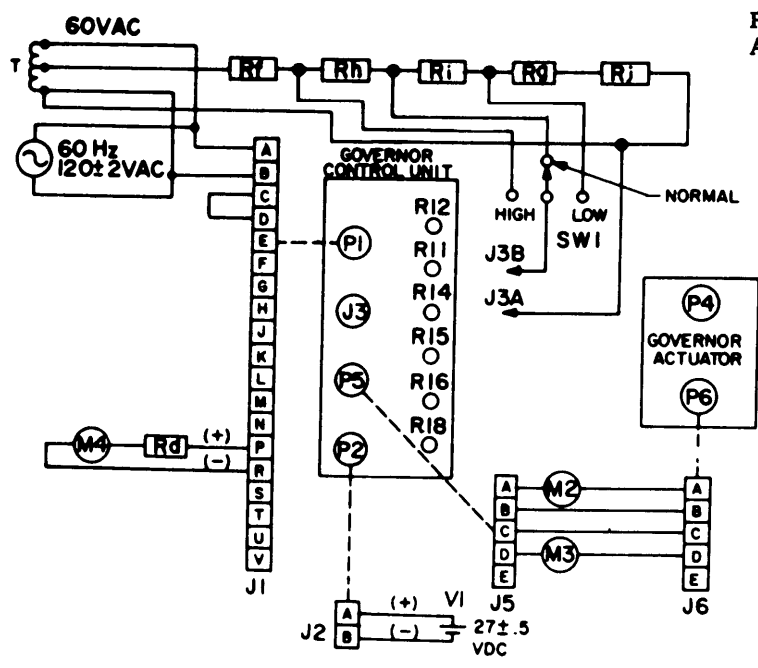 60VAC
T
Rf
Rh
Ri
Rg
Rj
60 Hz
120±2VAC
GOVERNOR
CONTROL UNIT
HIGH
LOW
NORMAL
SW1
J3B
J3A
A
B
C
D
E
F
G
H
J
K
L
M
N
P
R
S
T
U
V
J1
P1
J3
P5
P2
R12
R11
R14
R15
R16
R18
P4
GOVERNOR
ACTUATOR
P6
M4
Rd
(+)
(-)
A
B
C
D
E
J5
M2
M3
A
B
C
D
E
J6
J2
A
B
(+)
(-)
V1
27±.5
VDC